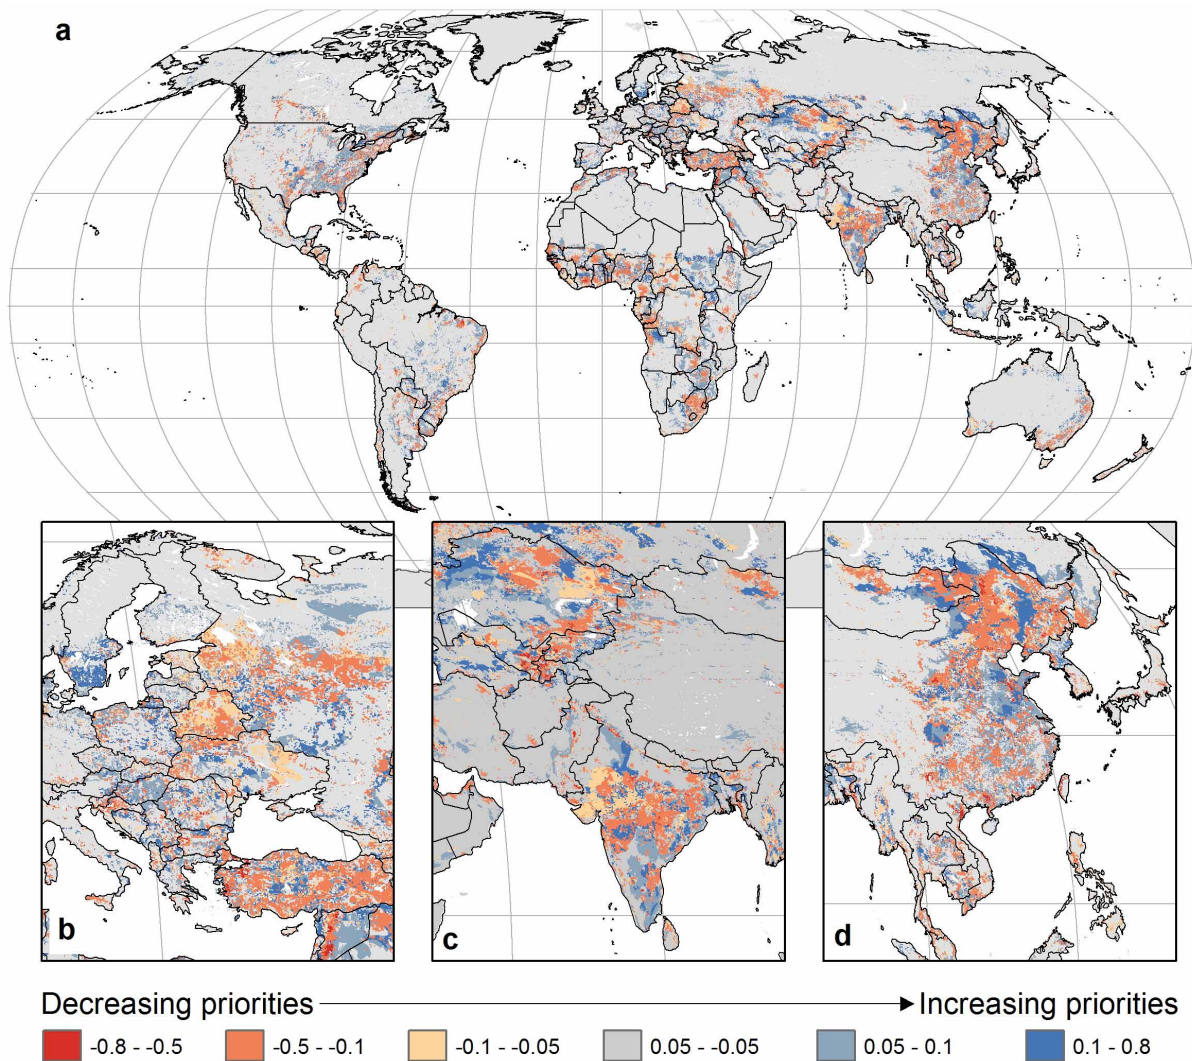 a
b
c
d
Decreasing priorities
Increasing priorities
-0.8 - -0.5
-0.5 - -0.1
-0.1 - -0.05
0.05 - -0.05
0.05 - 0.1
0.1 - 0.8